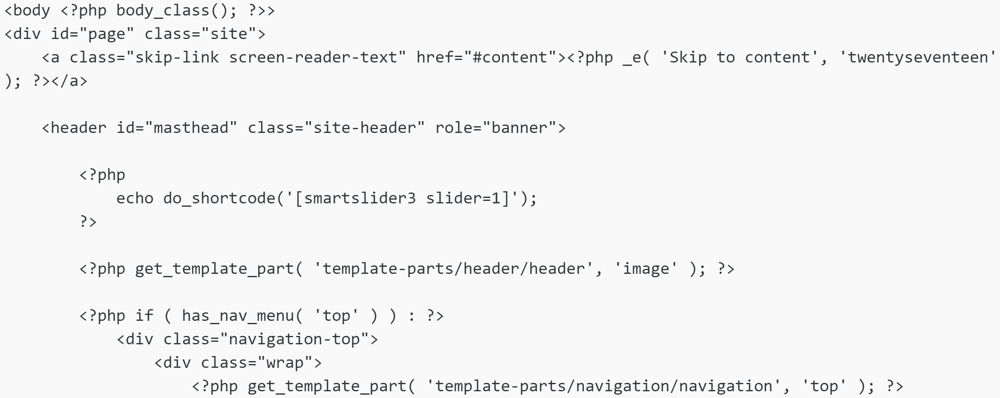 <body <?php body_class(); ?>>
<div id="page" class="site">
    <a class="skip-link screen-reader-text" href="#content"><?php _e( 'Skip to content', 'twentyseventeen'
); ?></a>

    <header id="masthead" class="site-header" role="banner">

        <?php
            echo do_shortcode('[smartslider3 slider=1]');
        ?>

        <?php get_template_part( 'template-parts/header/header', 'image' ); ?>

        <?php if ( has_nav_menu( 'top' ) ) : ?>
            <div class="navigation-top">
                <div class="wrap">
                    <?php get_template_part( 'template-parts/navigation/navigation', 'top' ); ?>